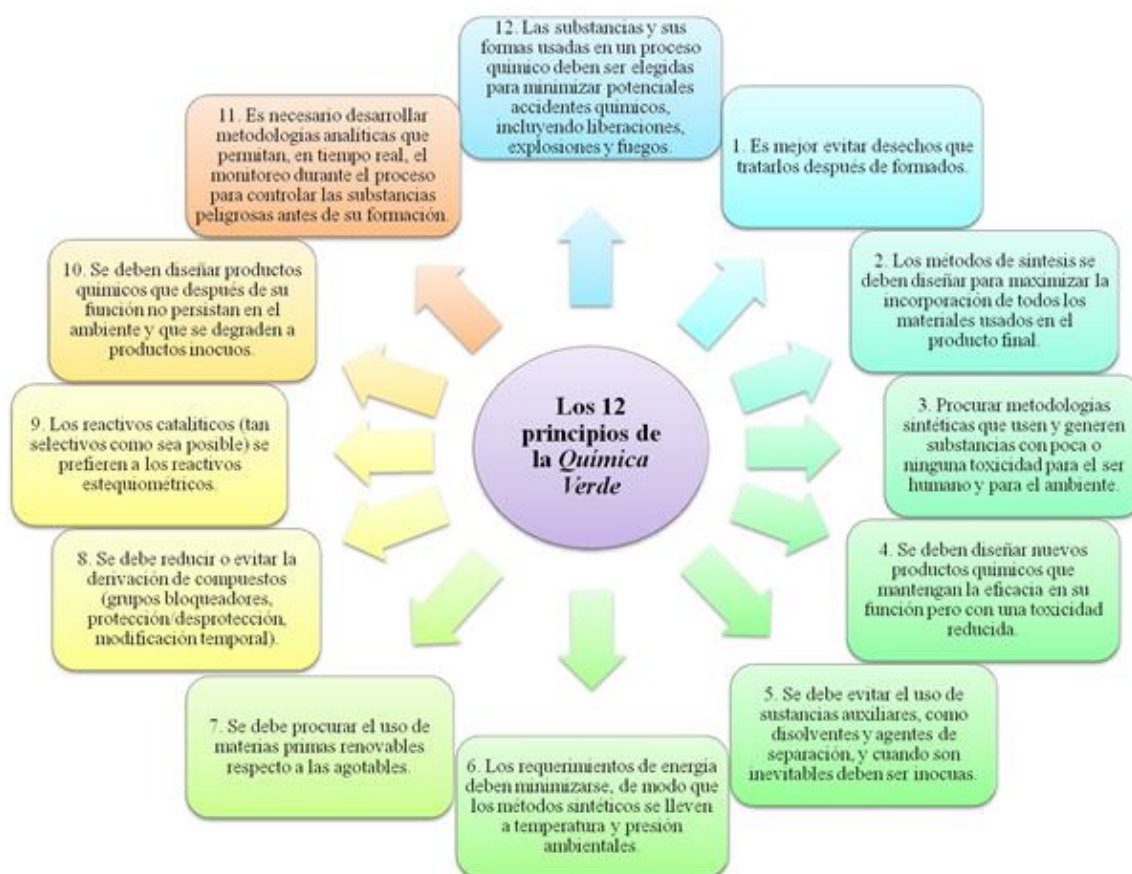 Los 12
principios de
la Química
Verde
1. Es mejor evitar desechos que
tratarlos después de formados.
2. Los métodos de síntesis se
deben diseñar para maximizar la
incorporación de todos los
materiales usados en el
producto final.
3. Procurar metodologías
sintéticas que usen y generen
substancias con poca o
ninguna toxicidad para el ser
humano y para el ambiente.
4. Se deben diseñar nuevos
productos químicos que
mantengan la eficacia en su
función pero con una toxicidad
reducida.
5. Se debe evitar el uso de
sustancias auxiliares, como
disolventes y agentes de
separación, y cuando son
inevitables deben ser inocuas.
6. Los requerimientos de energía
deben minimizarse, de modo que
los métodos sintéticos se lleven
a temperatura y presión
ambientales.
7. Se debe procurar el uso de
materias primas renovables
respecto a las agotables.
8. Se debe reducir o evitar la
derivación de compuestos
(grupos bloqueadores,
protección/desprotección,
modificación temporal).
9. Los reactivos catalíticos (tan
selectivos como sea posible) se
prefieren a los reactivos
estequiométricos.
10. Se deben diseñar productos
químicos que después de su
función no persistan en el
ambiente y que se degraden a
productos inocuos.
11. Es necesario desarrollar
metodologías analíticas que
permitan, en tiempo real, el
monitoreo durante el proceso
para controlar las substancias
peligrosas antes de su formación.
12. Las substancias y sus
formas usadas en un proceso
químico deben ser elegidas
para minimizar potenciales
accidentes químicos,
incluyendo liberaciones,
explosiones y fuegos.